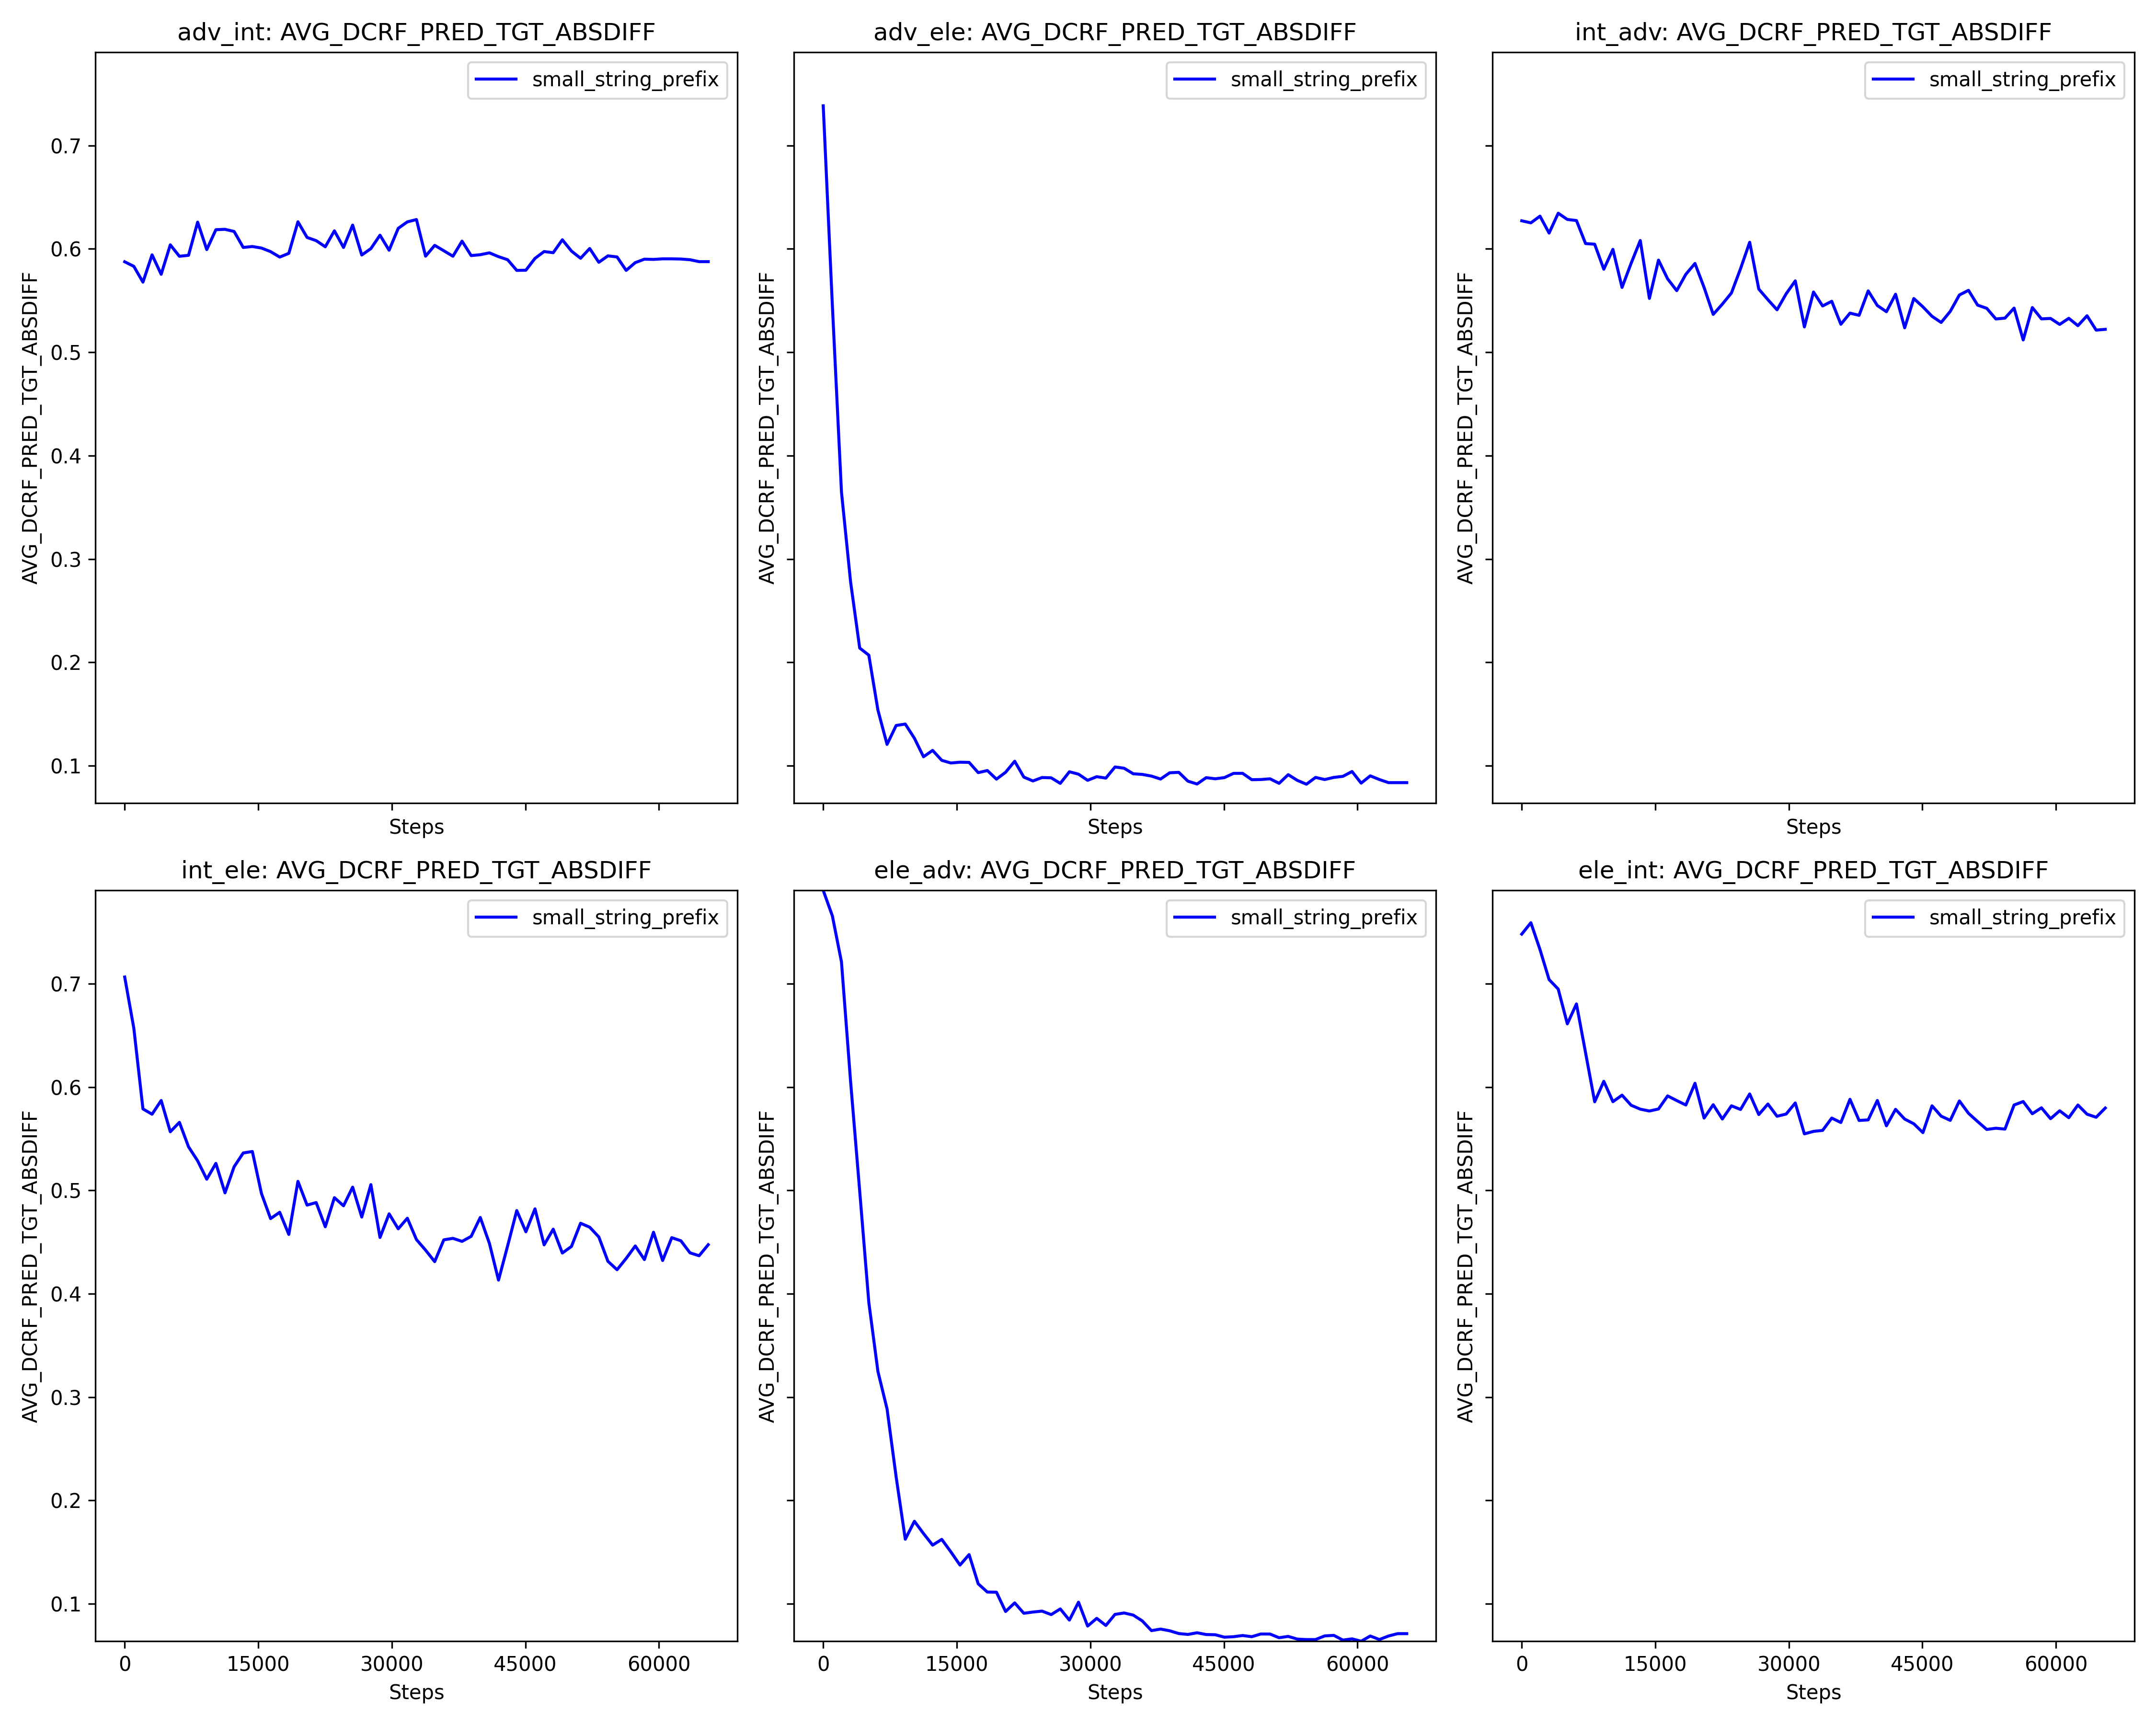 adv_int: AVG_DCRF_PRED_TGT_ABSDIFF
adv_ele: AVG_DCRF_PRED_TGT_ABSDIFF
int_adv: AVG_DCRF_PRED_TGT_ABSDIFF
small_string_prefix
small_string_prefix
small_string_prefix
0.7
0.6
0.5
0.4
0.3
0.2
0.1
AVG_DCRF_PRED_TGT_ABSDIFF
AVG_DCRF_PRED_TGT_ABSDIFF
AVG_DCRF_PRED_TGT_ABSDIFF
Steps
Steps
Steps
int_ele: AVG_DCRF_PRED_TGT_ABSDIFF
ele_adv: AVG_DCRF_PRED_TGT_ABSDIFF
ele_int: AVG_DCRF_PRED_TGT_ABSDIFF
small_string_prefix
small_string_prefix
small_string_prefix
0.7
0.6
0.5
0.4
0.3
0.2
0.1
AVG_DCRF_PRED_TGT_ABSDIFF
AVG_DCRF_PRED_TGT_ABSDIFF
AVG_DCRF_PRED_TGT_ABSDIFF
0 15000 30000 45000 60000
0 15000 30000 45000 60000
0 15000 30000 45000 60000
Steps
Steps
Steps